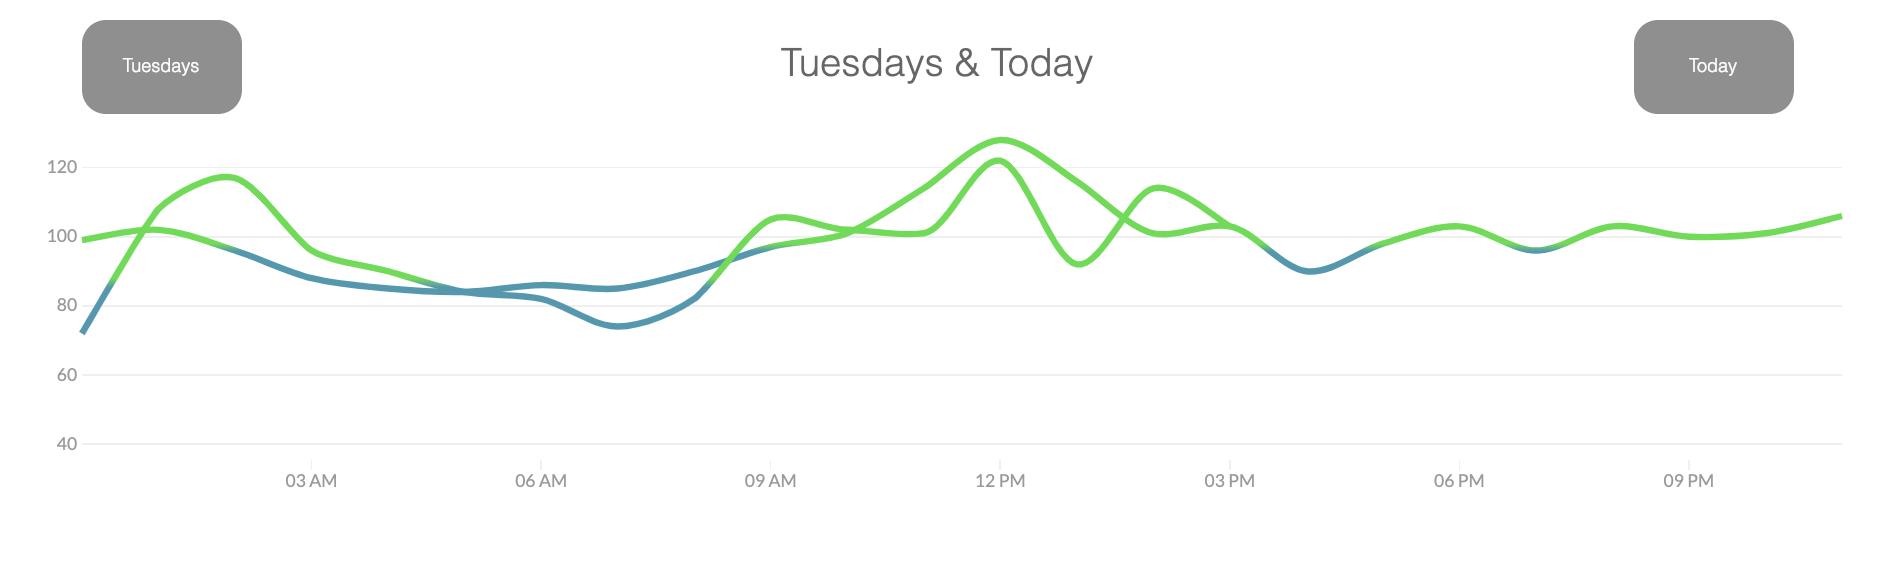 Tuesdays
Tuesdays & Today
Today
120
100
80
60
40
03 AM
06 AM
09 AM
12 PM
03 PM
06 PM
09 PM